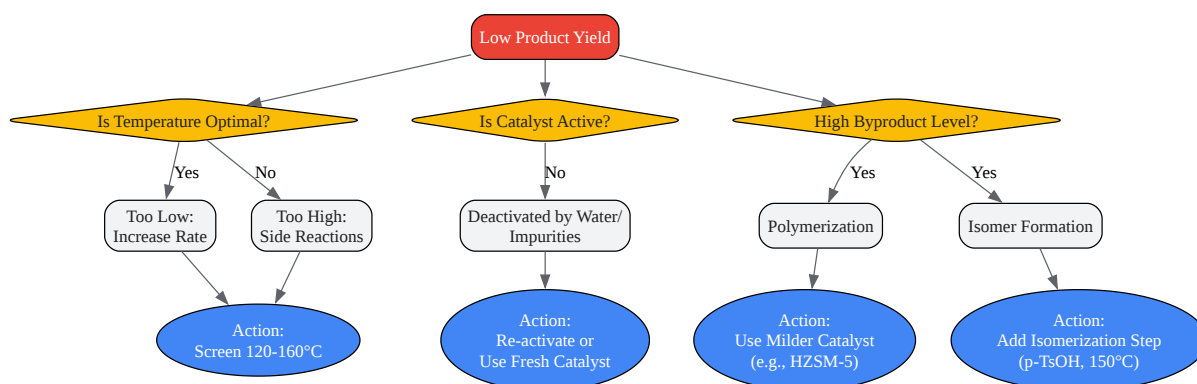 Low Product Yield
Is Temperature Optimal?
Is Catalyst Active?
High Byproduct Level?
Yes
No
No
Yes
Yes
Too Low:
Increase Rate
Too High:
Side Reactions
Deactivated by Water/
Impurities
Polymerization
Isomer Formation
Action:
Screen 120-160°C
Action:
Re-activate or
Use Fresh Catalyst
Action:
Use Milder Catalyst
(e.g., HZSM-5)
Action:
Add Isomerization Step
(p-TsOH, 150°C)